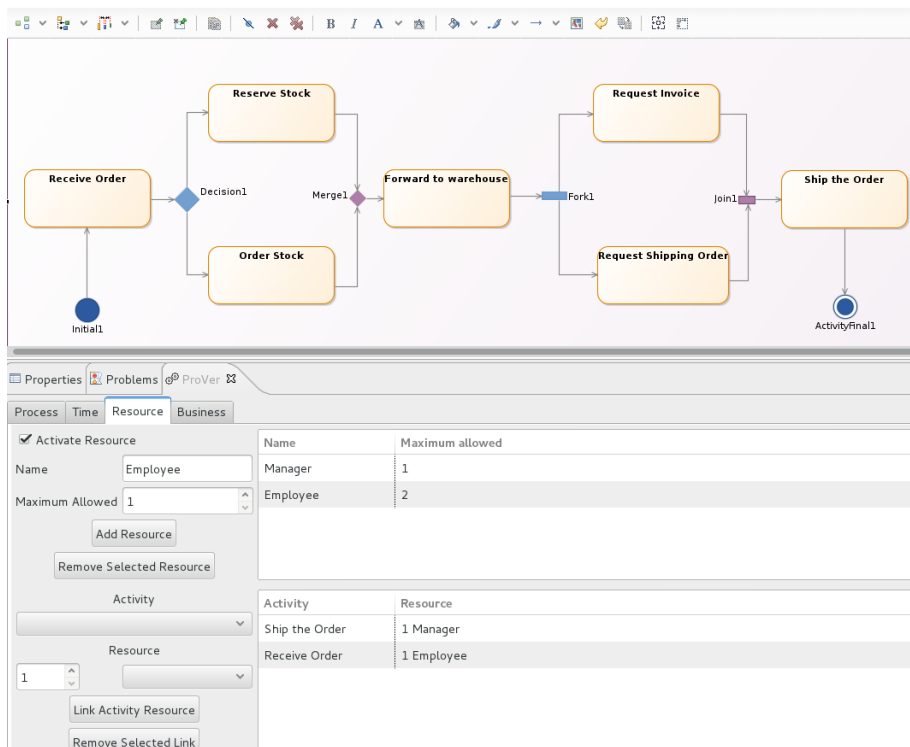 B I A
Reserve Stock
Request Invoice
Receive Order
Decision1
Merge1
Forward to warehouse
Fork1
Join1
Ship the Order
Order Stock
Request Shipping Order
Initial1
ActivityFinal1
Properties Problems ProVer
Process Time Resource Business
Activate Resource
Name Employee
Maximum Allowed 1
Add Resource
Remove Selected Resource
Activity
Resource
1
Link Activity Resource
Remove Selected Link
Name Maximum allowed
Manager 1
Employee 2
Activity Resource
Ship the Order 1 Manager
Receive Order 1 Employee